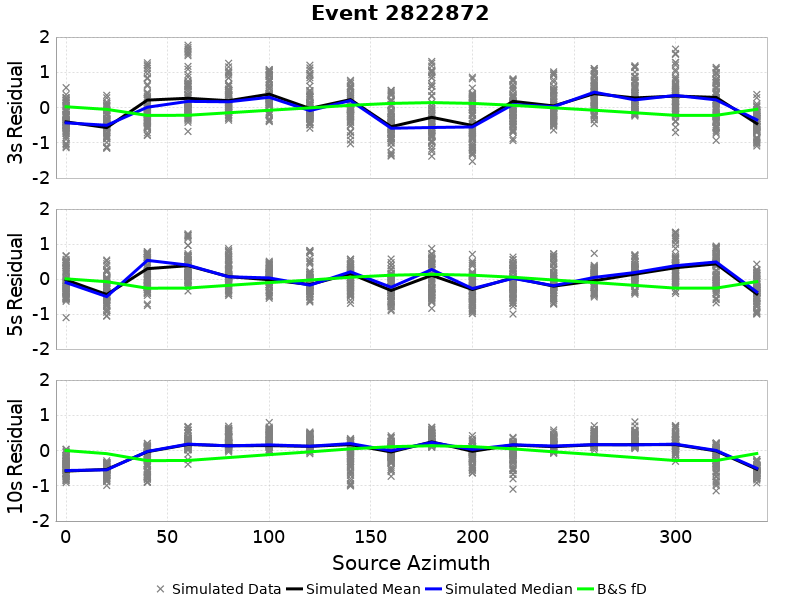 Event 2822872
3s Residual
2
1
0
-1
-2
5s Residual
2
1
0
-1
-2
10s Residual
2
1
0
-1
-2
0 50 100 150 200 250 300
Source Azimuth
Simulated Data Simulated Mean Simulated Median B&S fD